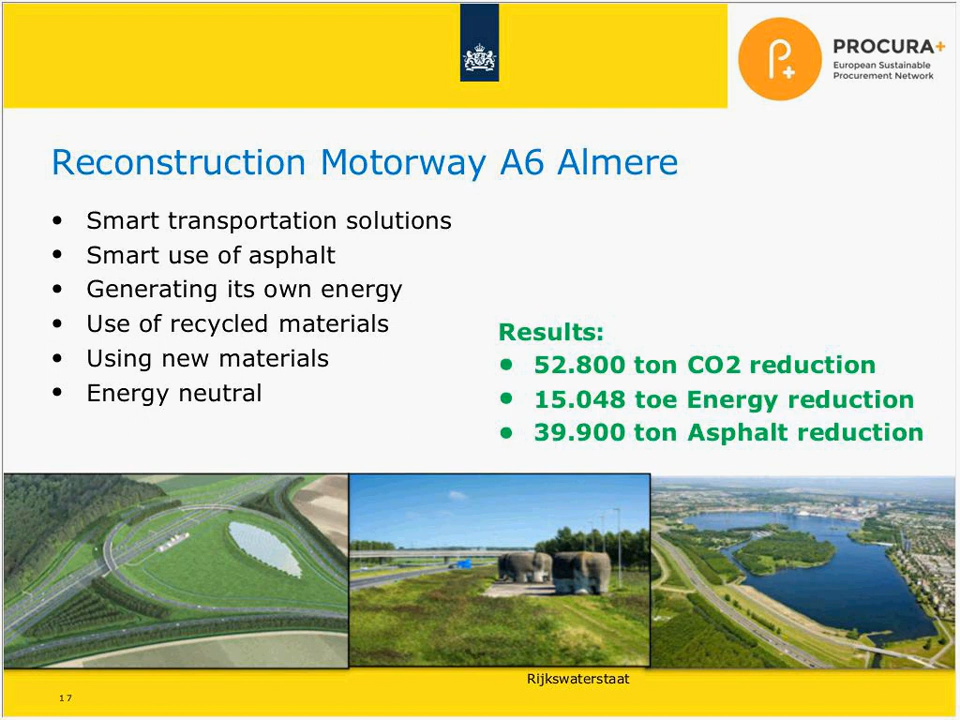 PROCURA+
European Sustainable
Procurement Network
Reconstruction Motorway A6 Almere
• Smart transportation solutions
• Smart use of asphalt
• Generating its own energy
• Use of recycled materials
• Using new materials
• Energy neutral
Results:
• 52.800 ton CO2 reduction
• 15.048 toe Energy reduction
• 39.900 ton Asphalt reduction
Rijkswaterstaat
17